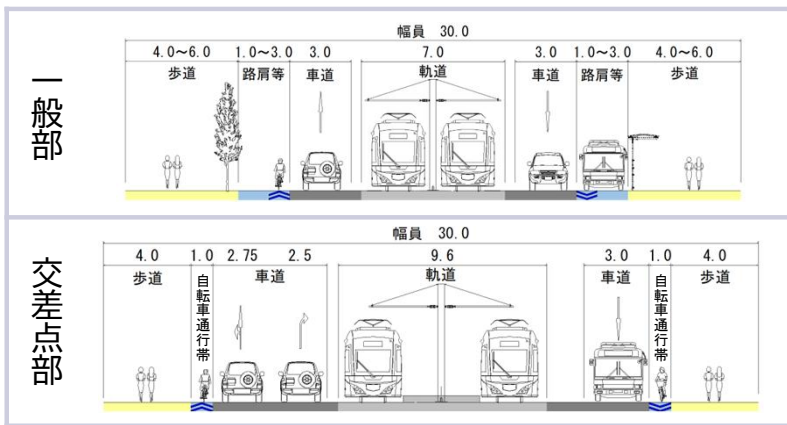 一般部
幅員 30.0
4.0～6.0 1.0～3.0 3.0 7.0 3.0 1.0～3.0 4.0～6.0
歩道 路肩等 車道 軌道 車道 路肩等 歩道
交差点部
幅員 30.0
4.0 1.0 2.75 2.5 9.6 3.0 1.0 4.0
歩道 自転車通行帯 車道 軌道 車道 自転車通行帯 歩道